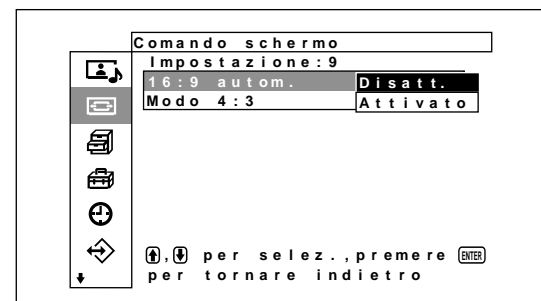 Comando schermo
Impostazione:9
16:9 autom. Disatt.
Modo 4:3 Attivato
, per selez., premere ENTER
per tornare indietro